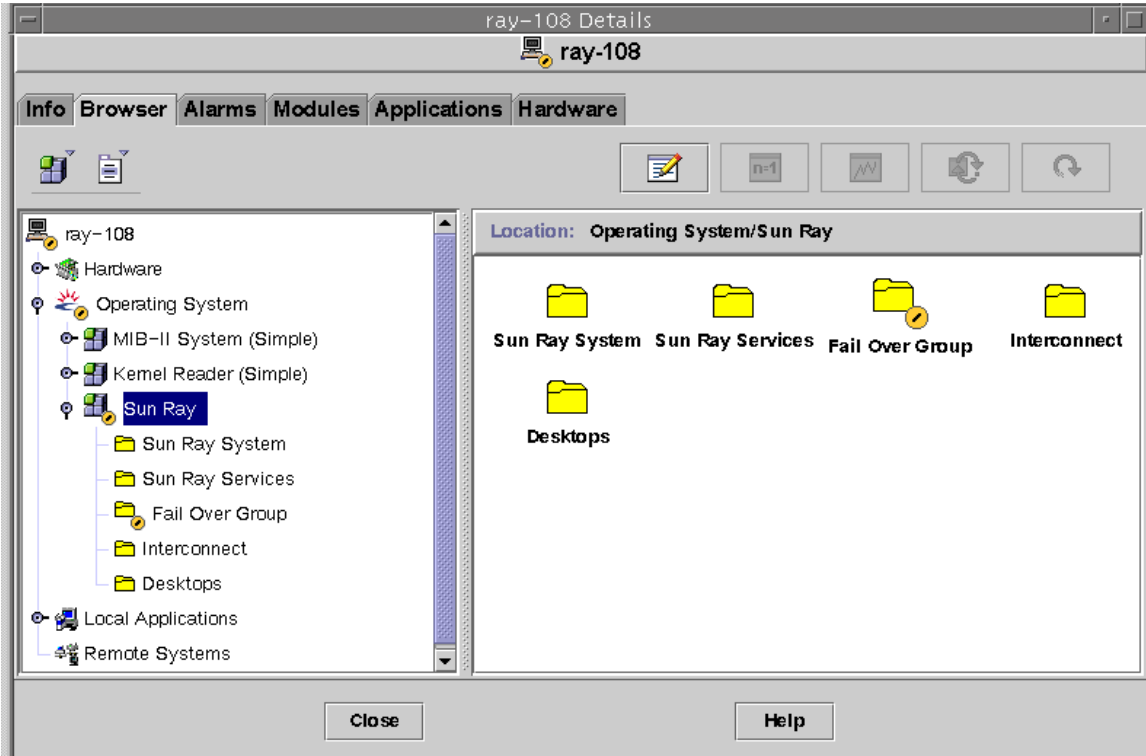 ray-108 Details
ray-108
Info Browser Alarms Modules Applications Hardware
n=1
ray-108
Hardware
Operating System
MIB-II System (Simple)
Kernel Reader (Simple)
Sun Ray
Sun Ray System
Sun Ray Services
Fail Over Group
Interconnect
Desktops
Local Applications
Remote Systems
Location: Operating System/Sun Ray
Sun Ray System Sun Ray Services Fail Over Group Interconnect
Desktops
Close Help